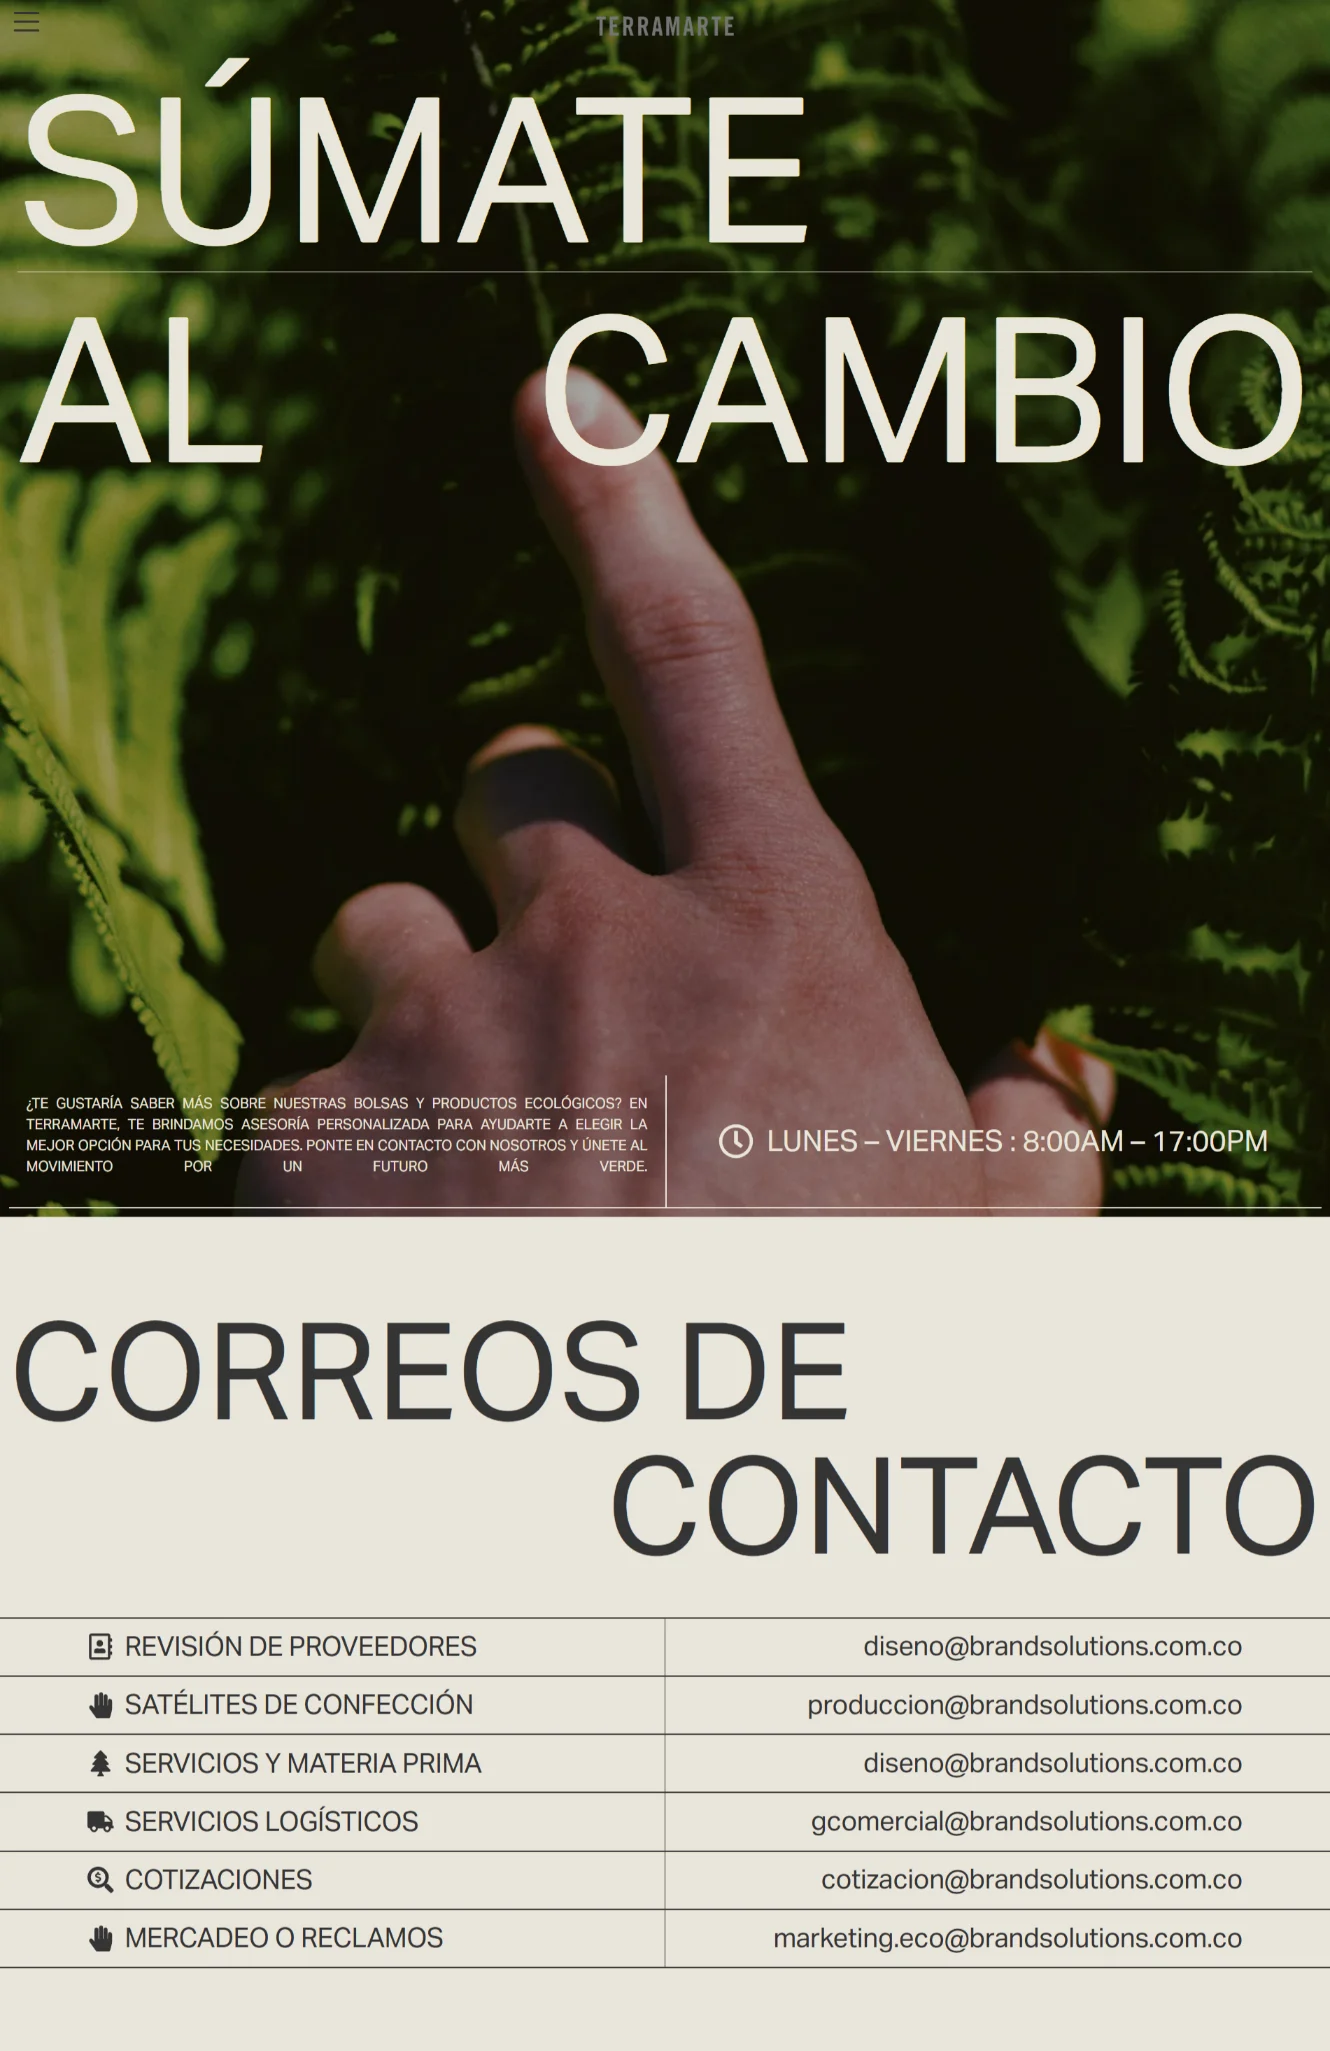 TERRAMARTE
SÚMATE
AL CAMBIO
¿TE GUSTARÍA SABER MÁS SOBRE NUESTRAS BOLSAS Y PRODUCTOS ECOLÓGICOS? EN
TERRAMARTE, TE BRINDAMOS ASESORÍA PERSONALIZADA PARA AYUDARTE A ELEGIR LA
MEJOR OPCIÓN PARA TUS NECESIDADES. PONTE EN CONTACTO CON NOSOTROS Y ÚNETE AL
MOVIMIENTO POR UN FUTURO MÁS VERDE.
LUNES – VIERNES : 8:00AM – 17:00PM
CORREOS DE
CONTACTO
REVISIÓN DE PROVEEDORES diseno@brandsolutions.com.co
SATÉLITES DE CONFECCIÓN produccion@brandsolutions.com.co
SERVICIOS Y MATERIA PRIMA diseno@brandsolutions.com.co
SERVICIOS LOGÍSTICOS gcomercial@brandsolutions.com.co
COTIZACIONES cotizacion@brandsolutions.com.co
MERCADEO O RECLAMOS marketing.eco@brandsolutions.com.co